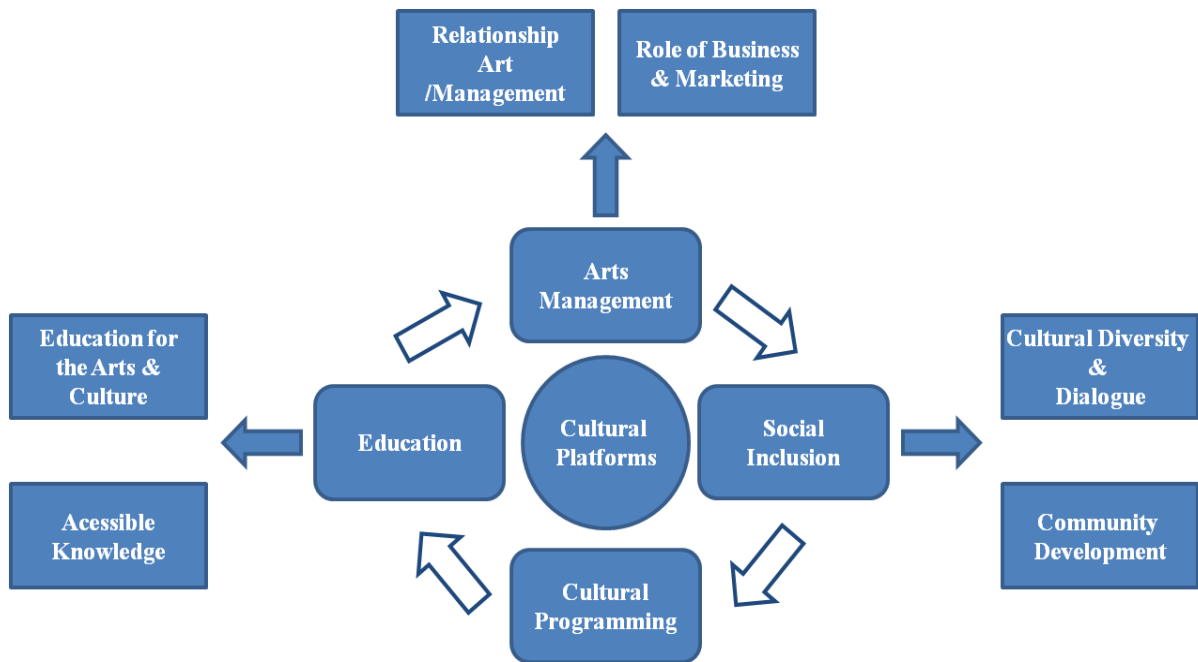 Relationship
Art
/Management
Role of Business
& Marketing
Arts
Management
Education for
the Arts &
Culture
Cultural Diversity
&
Dialogue
Education
Cultural
Platforms
Social
Inclusion
Acessible
Knowledge
Community
Development
Cultural
Programming